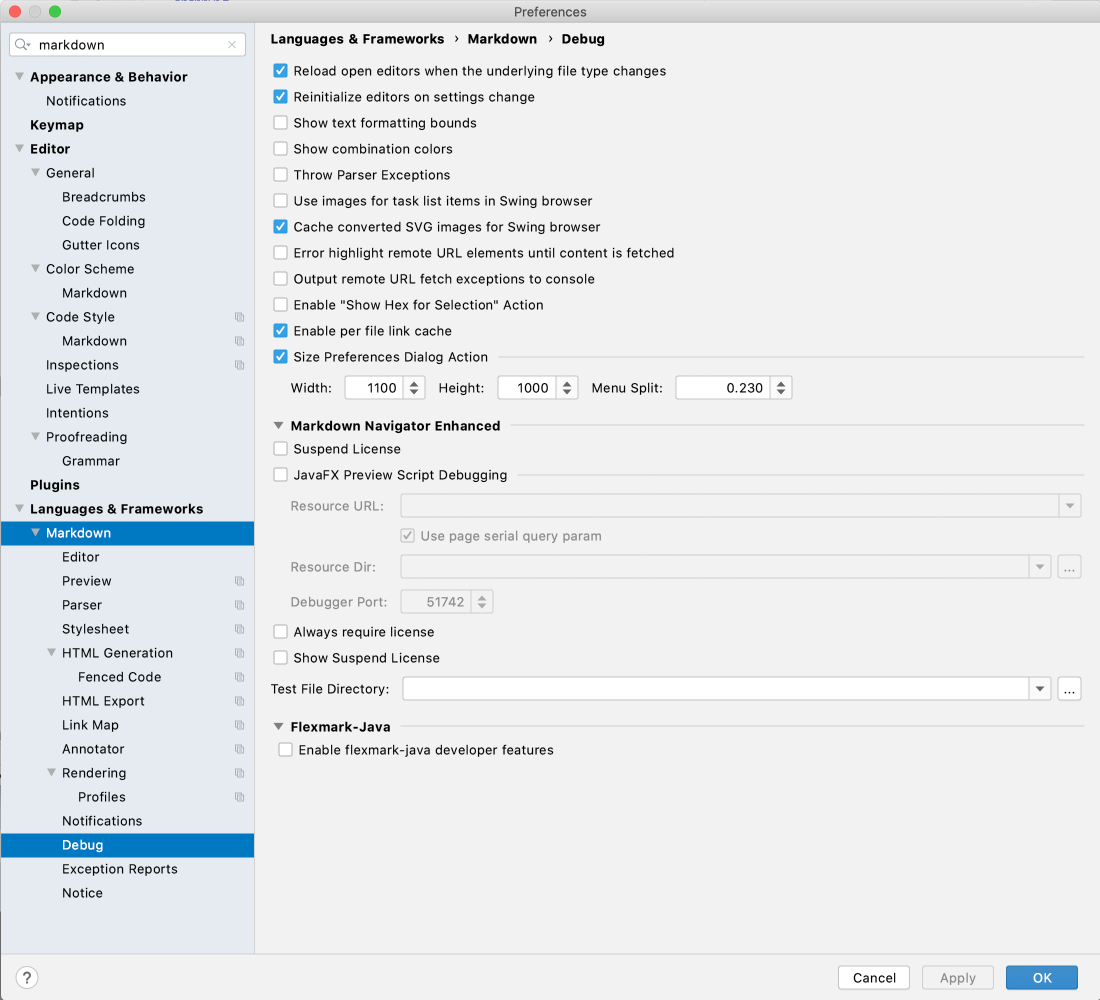 Preferences
markdown
Appearance & Behavior
Notifications
Keymap
Editor
General
Breadcrumbs
Code Folding
Gutter Icons
Color Scheme
Markdown
Code Style
Markdown
Inspections
Live Templates
Intentions
Proofreading
Grammar
Plugins
Languages & Frameworks
Markdown
Editor
Preview
Parser
Stylesheet
HTML Generation
Fenced Code
HTML Export
Link Map
Annotator
Rendering
Profiles
Notifications
Debug
Exception Reports
Notice
Languages & Frameworks › Markdown › Debug
Reload open editors when the underlying file type changes
Reinitialize editors on settings change
Show text formatting bounds
Show combination colors
Throw Parser Exceptions
Use images for task list items in Swing browser
Cache converted SVG images for Swing browser
Error highlight remote URL elements until content is fetched
Output remote URL fetch exceptions to console
Enable "Show Hex for Selection" Action
Enable per file link cache
Size Preferences Dialog Action
Width: 1100 Height: 1000 Menu Split: 0.230
Markdown Navigator Enhanced
Suspend License
JavaFX Preview Script Debugging
Resource URL:
Use page serial query param
Resource Dir: ...
Debugger Port: 51742
Always require license
Show Suspend License
Test File Directory: ...
Flexmark-Java
Enable flexmark-java developer features
? Cancel Apply OK